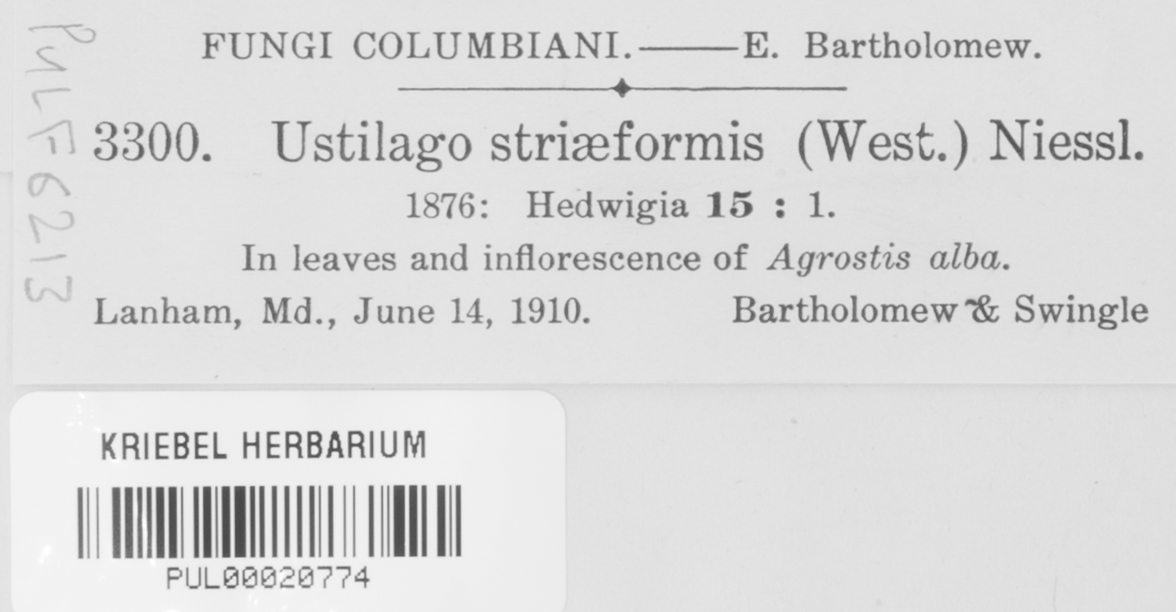 FUNGI COLUMBIANI.——E. Bartholomew.
3300. Ustilago striæformis (West.) Niessl.
1876: Hedwigia 15 : 1.
In leaves and inflorescence of Agrostis alba.
Lanham, Md., June 14, 1910. Bartholomew & Swingle
PULF6213
KRIEBEL HERBARIUM
PUL00020774